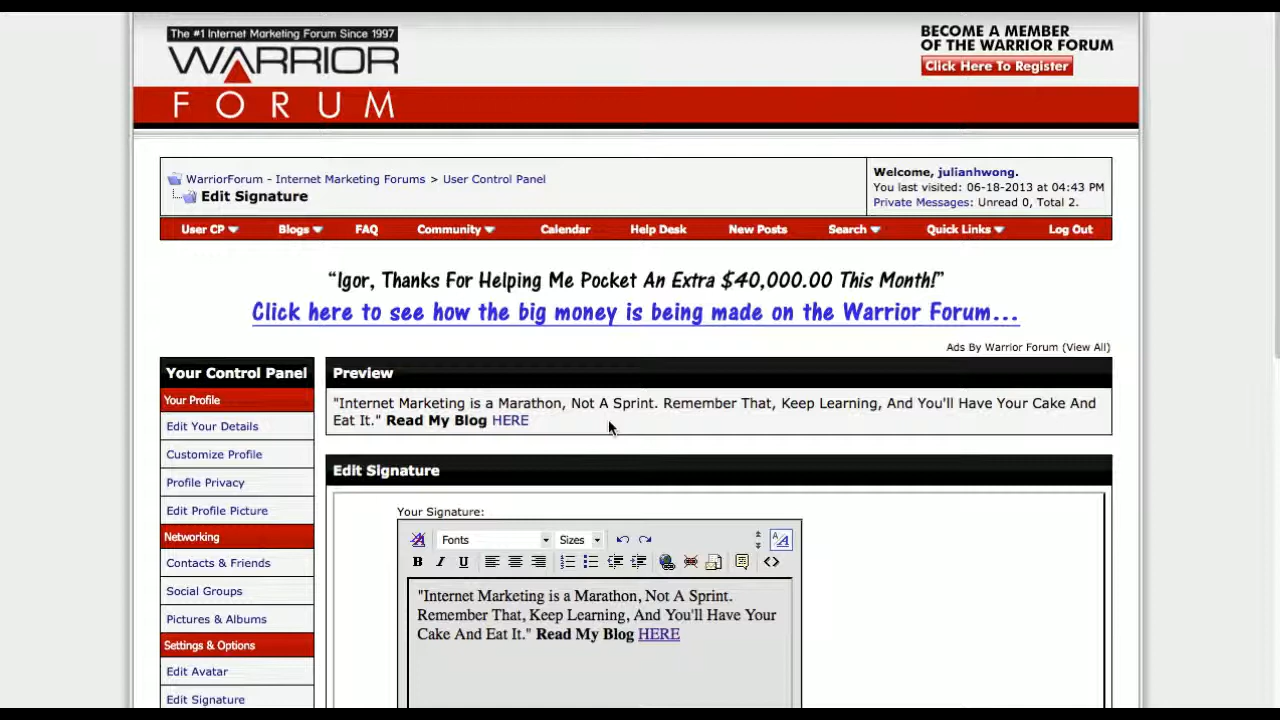 The #1 Internet Marketing Forum Since 1997
WARRIOR
FORUM
BECOME A MEMBER
OF THE WARRIOR FORUM
Click Here To Register
WarriorForum - Internet Marketing Forums > User Control Panel
Edit Signature
Welcome, julianhwong.
You last visited: 06-18-2013 at 04:43 PM
Private Messages: Unread 0, Total 2.
User CP Blogs FAQ Community Calendar Help Desk New Posts Search Quick Links Log Out
“Igor, Thanks For Helping Me Pocket An Extra $40,000.00 This Month!”
Click here to see how the big money is being made on the Warrior Forum...
Ads By Warrior Forum (View All)
Your Control Panel
Your Profile
Edit Your Details
Customize Profile
Profile Privacy
Edit Profile Picture
Networking
Contacts & Friends
Social Groups
Pictures & Albums
Settings & Options
Edit Avatar
Edit Signature
Preview
"Internet Marketing is a Marathon, Not A Sprint. Remember That, Keep Learning, And You'll Have Your Cake And
Eat It." Read My Blog HERE
Edit Signature
Your Signature:
Fonts Sizes
B I U
"Internet Marketing is a Marathon, Not A Sprint.
Remember That, Keep Learning, And You'll Have Your
Cake And Eat It." Read My Blog HERE